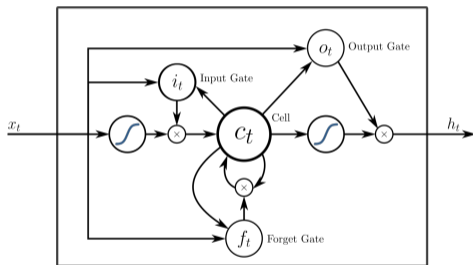 o_t Output Gate
i_t Input Gate
Cell
x_t
×
c_t
×
h_t
×
f_t Forget Gate